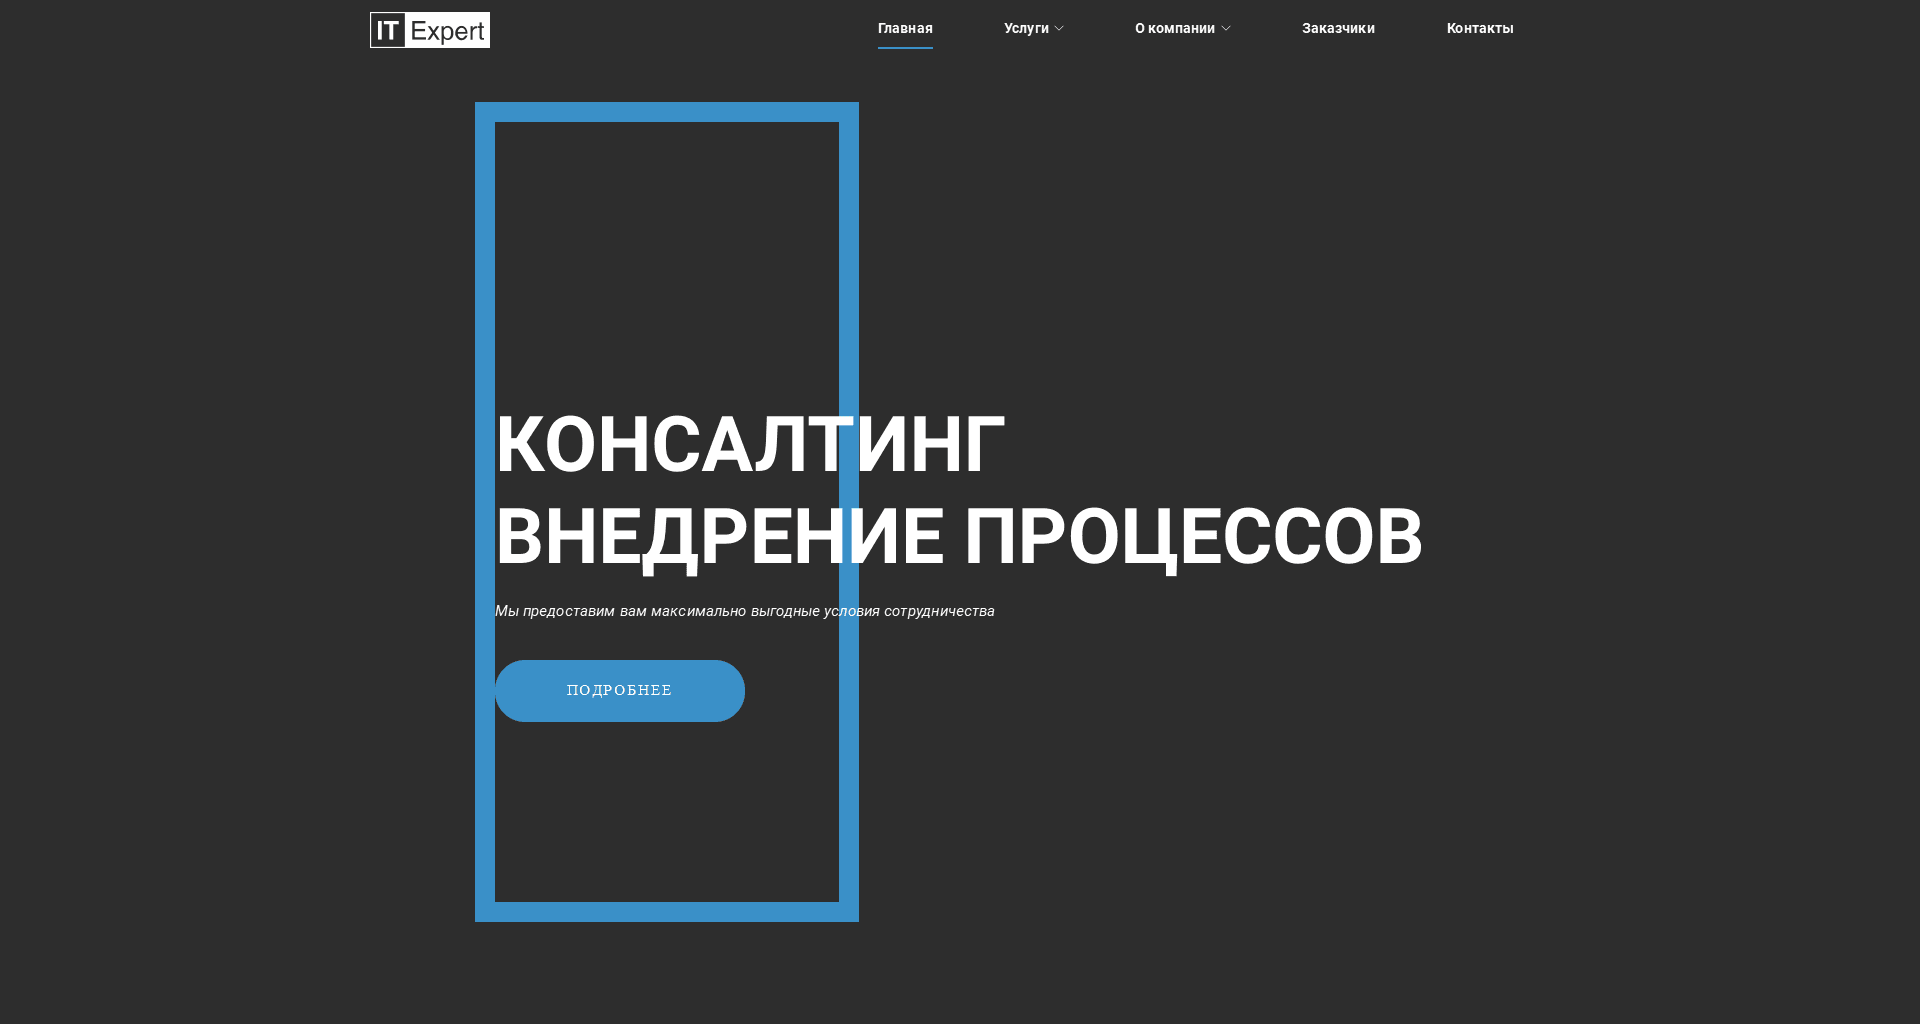 IT Expert
Главная
Услуги
О компании
Заказчики
Контакты
КОНСАЛТИНГ
ВНЕДРЕНИЕ ПРОЦЕССОВ
Мы предоставим вам максимально выгодные условия сотрудничества
ПОДРОБНЕЕ